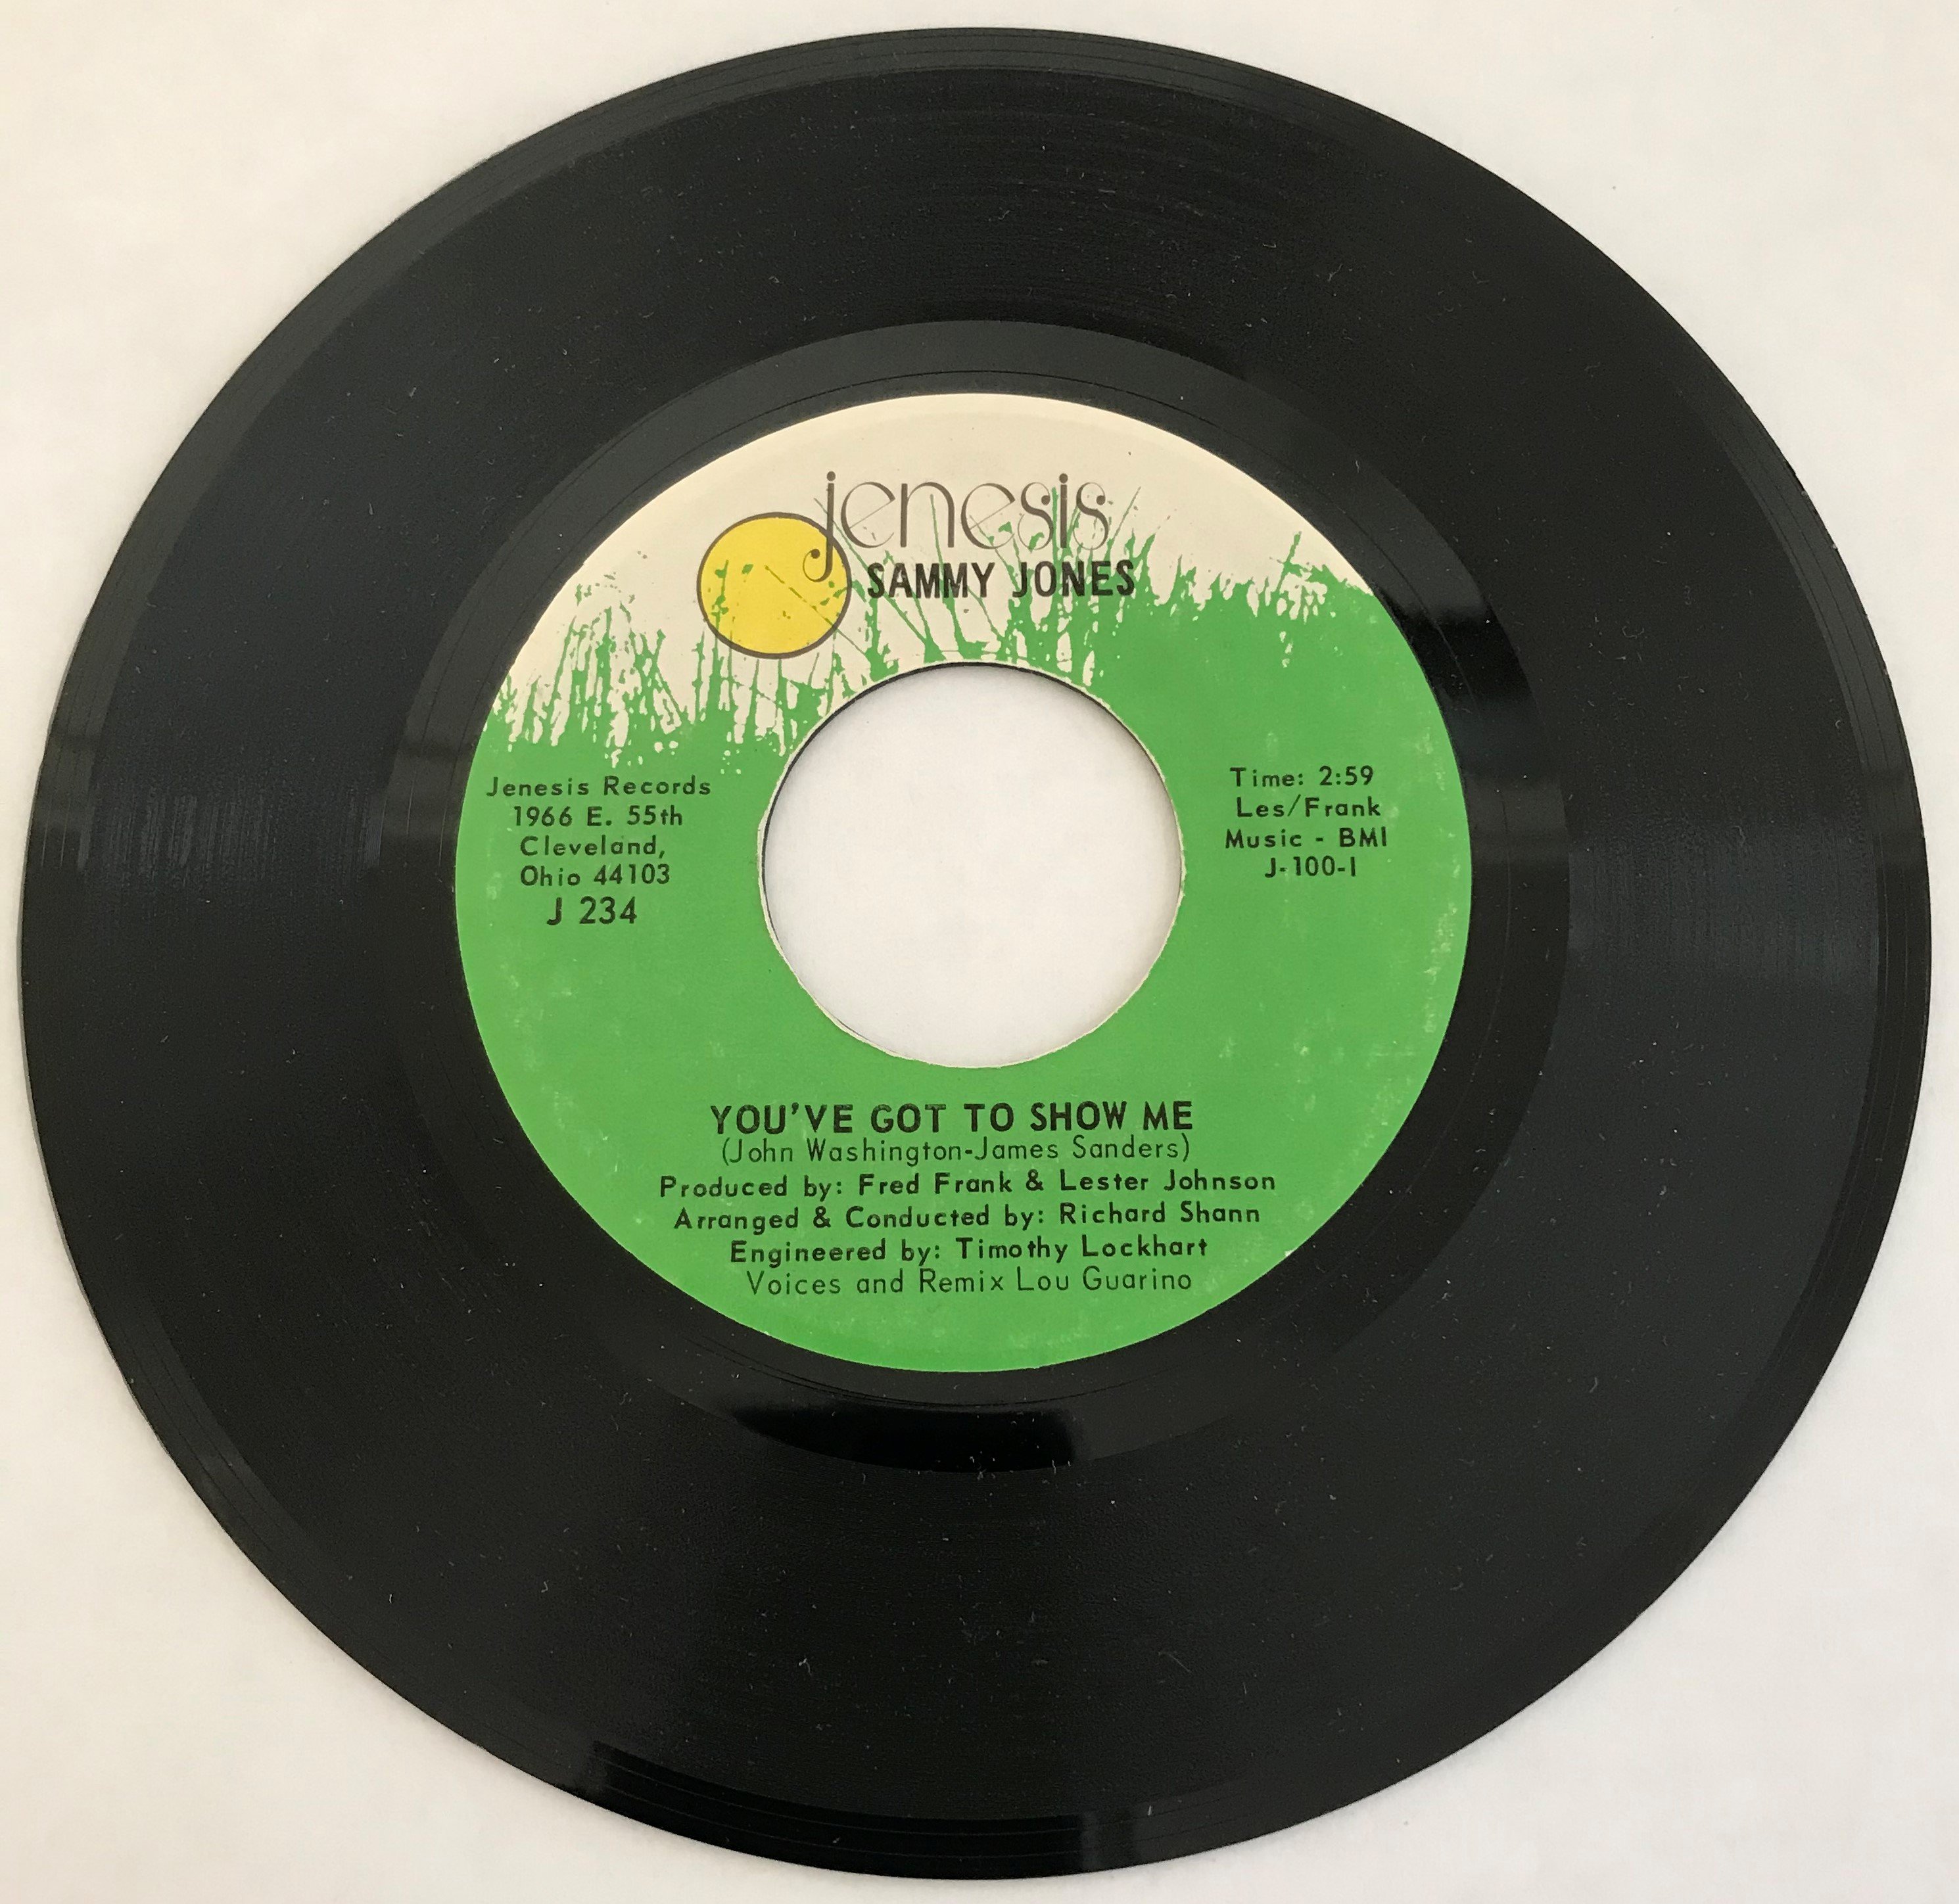 jenesis
SAMMY JONES
Jenesis Records
1966 E. 55th
Cleveland,
Ohio 44103
J 234
Time: 2:59
Les/Frank
Music - BMI
J-100-1
YOU'VE GOT TO SHOW ME
(John Washington-James Sanders)
Produced by: Fred Frank & Lester Johnson
Arranged & Conducted by: Richard Shann
Engineered by: Timothy Lockhart
Voices and Remix Lou Guarino